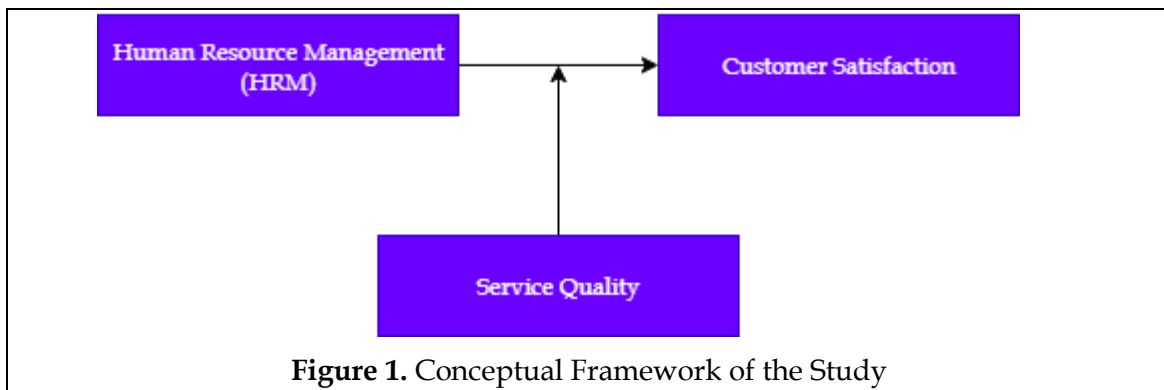 Human Resource Management
(HRM)
Customer Satisfaction
Service Quality
Figure 1. Conceptual Framework of the Study